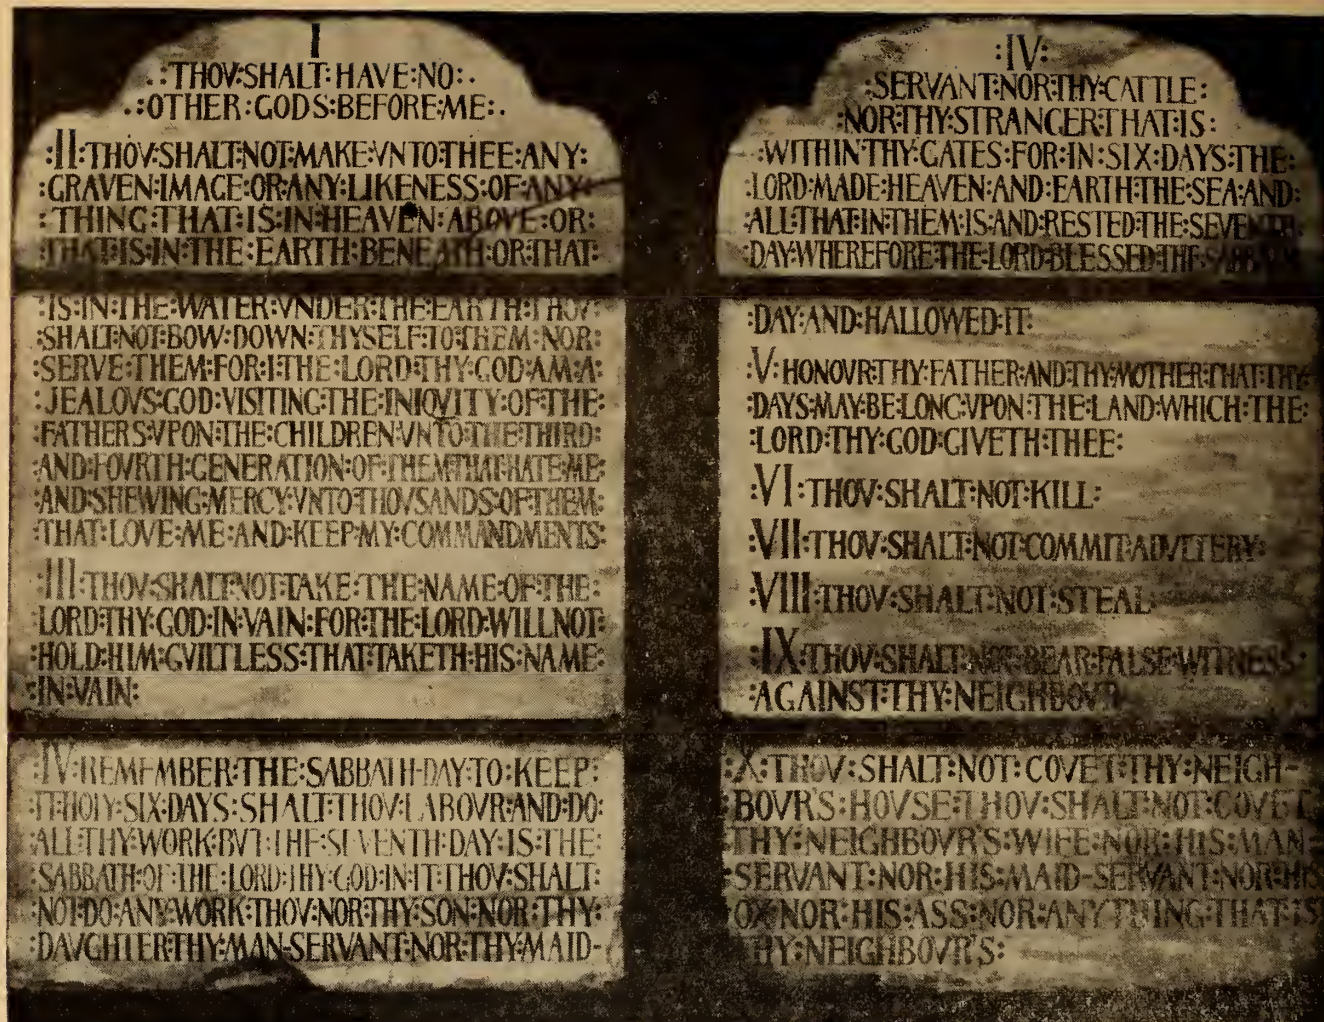 I
.:THOV:SHALT:HAVE:NO:.
.:OTHER:GODS:BEFORE:ME:.
:II:THOV:SHALT:NOT:MAKE:VNTO:THEE:ANY:
:GRAVEN:IMAGE:OR:ANY:LIKENESS:OF:ANY:
:THING:THAT:IS:IN:HEAVEN:ABOVE:OR:
:THAT:IS:IN:THE:EARTH:BENEATH:OR:THAT:
:IS:IN:THE:WATER:VNDER:THE:EARTH:THOV:
:SHALT:NOT:BOW:DOWN:THYSELF:TO:THEM:NOR:
:SERVE:THEM:FOR:I:THE:LORD:THY:GOD:AM:A:
:JEALOVS:GOD:VISITING:THE:INIQVITY:OF:THE:
:FATHERS:VPON:THE:CHILDREN:VNTO:THE:THIRD:
:AND:FOVRTH:GENERATION:OF:THEM:THAT:HATE:ME:
:AND:SHEWING:MERCY:VNTO:THOVSANDS:OF:THEM:
:THAT:LOVE:ME:AND:KEEP:MY:COMMANDMENTS:
:III:THOV:SHALT:NOT:TAKE:THE:NAME:OF:THE:
LORD:THY:GOD:IN:VAIN:FOR:THE:LORD:WILL:NOT:
:HOLD:HIM:GVILTLESS:THAT:TAKETH:HIS:NAME:
:IN:VAIN:
:IV:REMEMBER:THE:SABBATH-DAY:TO:KEEP:
:IT:HOLY:SIX:DAYS:SHALT:THOV:LABOVR:AND:DO:
ALL:THY:WORK:BVT:THE:SEVENTH:DAY:IS:THE:
:SABBATH:OF:THE:LORD:THY:GOD:IN:IT:THOV:SHALT:
:NOT:DO:ANY:WORK:THOV:NOR:THY:SON:NOR:THY:
:DAVGHTER:THY:MAN-SERVANT:NOR:THY:MAID-
:IV:
:SERVANT:NOR:THY:CATTLE:
:NOR:THY:STRANGER:THAT:IS:
:WITHIN:THY:GATES:FOR:IN:SIX:DAYS:THE:
:LORD:MADE:HEAVEN:AND:EARTH:THE:SEA:AND:
:ALL:THAT:IN:THEM:IS:AND:RESTED:THE:SEVENTH:
:DAY:WHEREFORE:THE:LORD:BLESSED:THE:SABBATH
:DAY:AND:HALLOWED:IT:
:V:HONOVR:THY:FATHER:AND:THY:MOTHER:THAT:THY
:DAYS:MAY:BE:LONG:VPON:THE:LAND:WHICH:THE:
:LORD:THY:GOD:GIVETH:THEE:
:VI:THOV:SHALT:NOT:KILL:
:VII:THOV:SHALT:NOT:COMMIT:ADVLTERY:
:VIII:THOV:SHALT:NOT:STEAL:
:IX:THOV:SHALT:NOT:BEAR:FALSE:WITNESS:
:AGAINST:THY:NEIGHBOVR
:X:THOV:SHALT:NOT:COVET:THY:NEIGH-
BOVR'S:HOVSE:THOV:SHALT:NOT:COVET
THY:NEIGHBOVR'S:WIFE:NOR:HIS:MAN-
SERVANT:NOR:HIS:MAID-SERVANT:NOR:HIS
OX:NOR:HIS:ASS:NOR:ANY:THING:THAT:IS
THY:NEIGHBOVR'S: